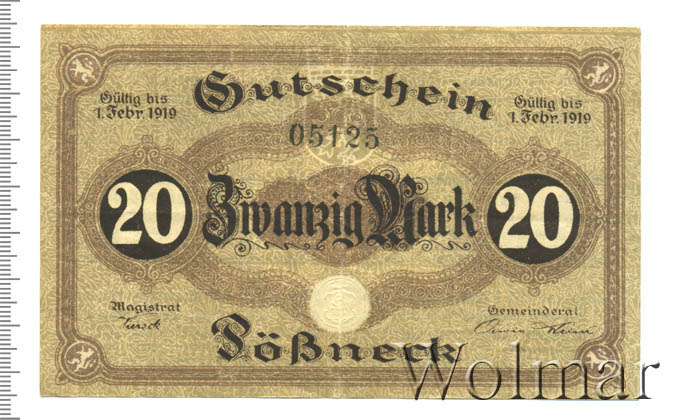 Gutschein
Gültig bis
1. Febr. 1919
Gültig bis
1. Febr. 1919
05125
20
Zwanzig Mark
20
Magistrat
Gemeinderat
Pößneck
Wolmar